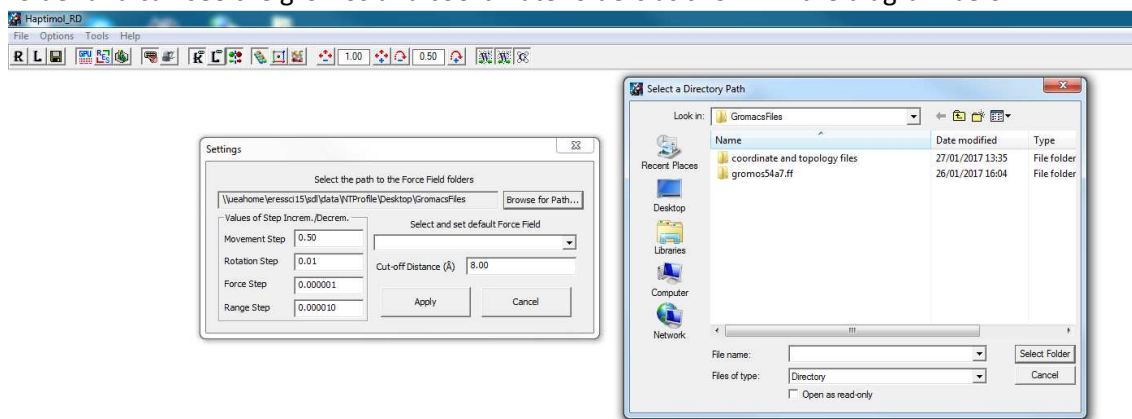 Haptimol_RD
File Options Tools Help
R L 1.00 0.50
Settings
Select the path to the Force Field folders
\\ueahome\eressci15\sdl\data\NTProfile\Desktop\GromacsFiles Browse for Path...
Values of Step Increm./Decrem.
Select and set default Force Field
Movement Step 0.50
Rotation Step 0.01
Cut-off Distance (Å) 8.00
Force Step 0.000001
Range Step 0.000010
Apply Cancel
Select a Directory Path
Look in: GromacsFiles
Name Date modified Type
coordinate and topology files 27/01/2017 13:35 File folder
gromos54a7.ff 26/01/2017 16:04 File folder
Recent Places
Desktop
Libraries
Computer
Network
File name: Select Folder
Files of type: Directory Cancel
Open as read-only